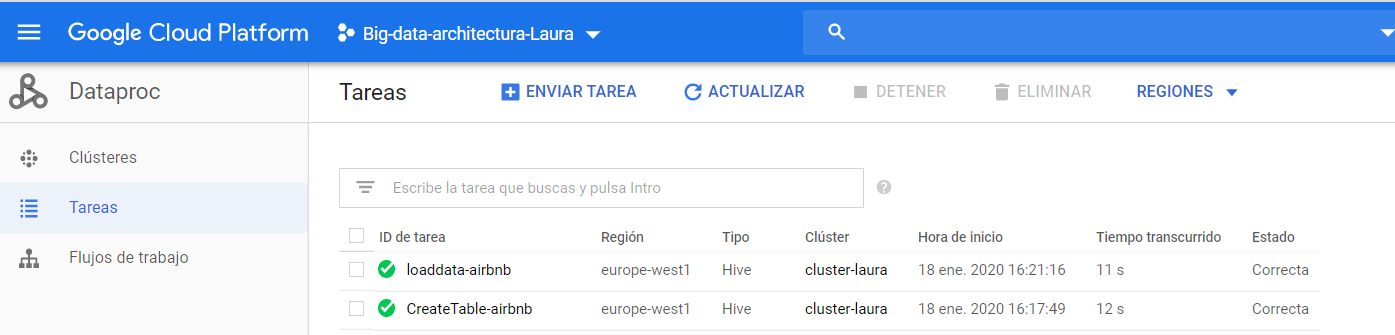 Google Cloud Platform Big-data-architectura-Laura
Dataproc
Tareas ENVIAR TAREA ACTUALIZAR DETENER ELIMINAR REGIONES
Clústeres
Tareas
Flujos de trabajo
Escribe la tarea que buscas y pulsa Intro
ID de tarea Región Tipo Clúster Hora de inicio Tiempo transcurrido Estado
loaddata-airbnb europe-west1 Hive cluster-laura 18 ene. 2020 16:21:16 11 s Correcta
CreateTable-airbnb europe-west1 Hive cluster-laura 18 ene. 2020 16:17:49 12 s Correcta